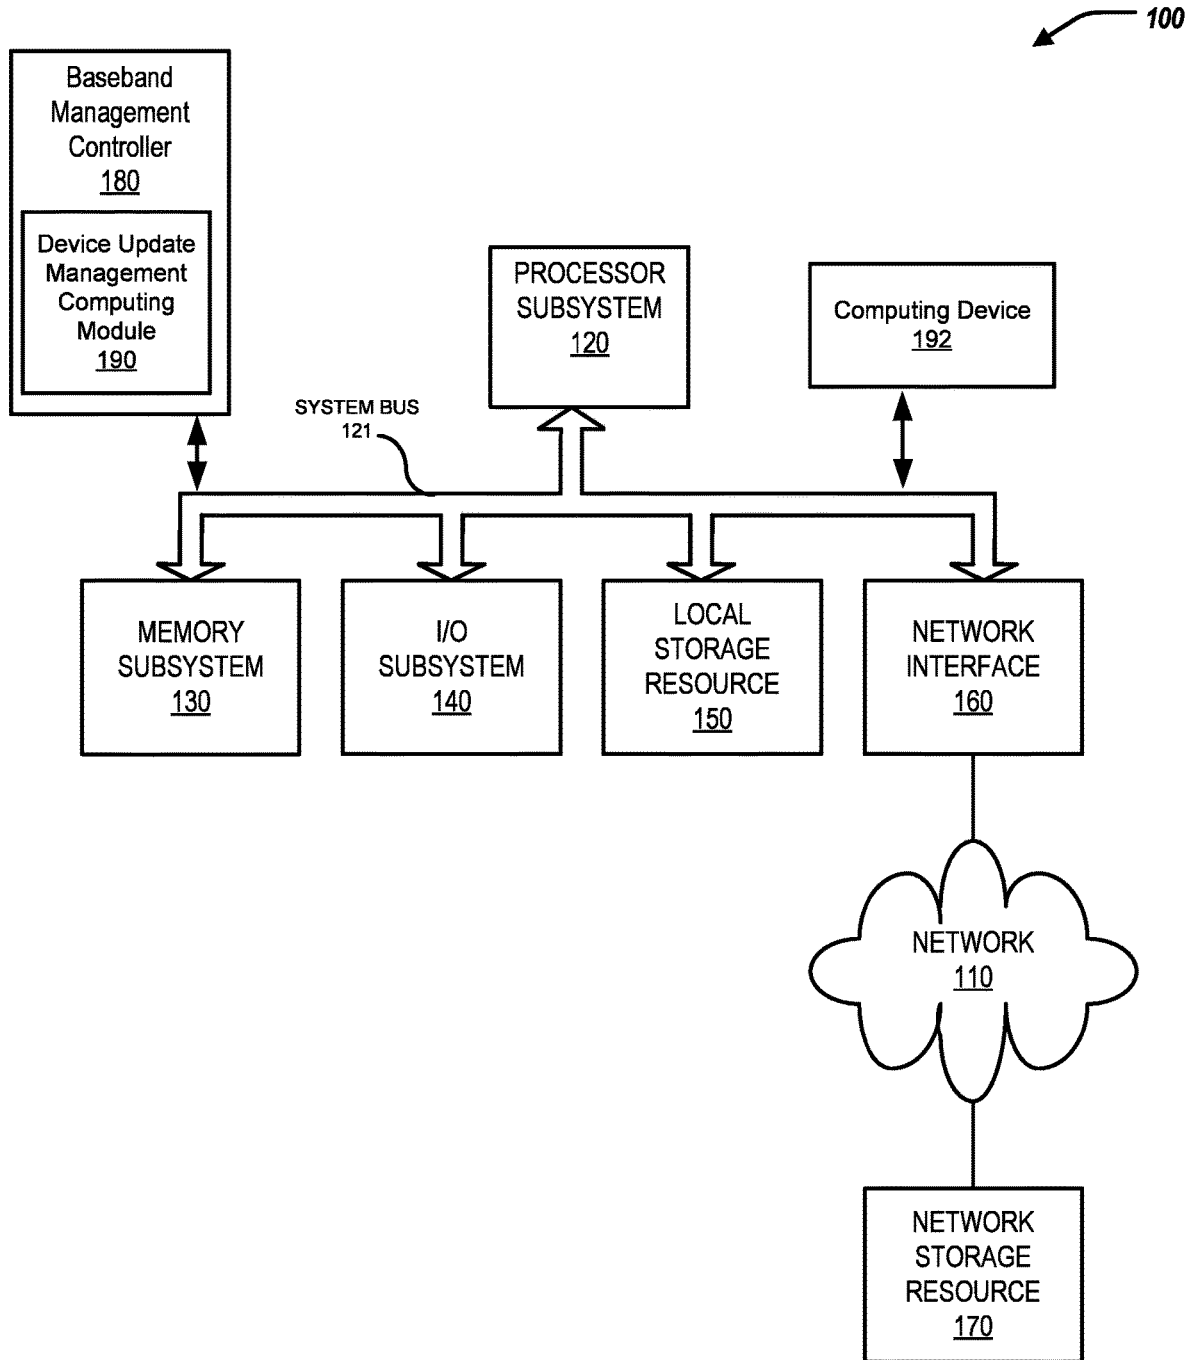 100
Baseband
Management
Controller
180
Device Update
Management
Computing
Module
190
PROCESSOR
SUBSYSTEM
120
Computing Device
192
SYSTEM BUS
121
MEMORY
SUBSYSTEM
130
I/O
SUBSYSTEM
140
LOCAL
STORAGE
RESOURCE
150
NETWORK
INTERFACE
160
NETWORK
110
NETWORK
STORAGE
RESOURCE
170